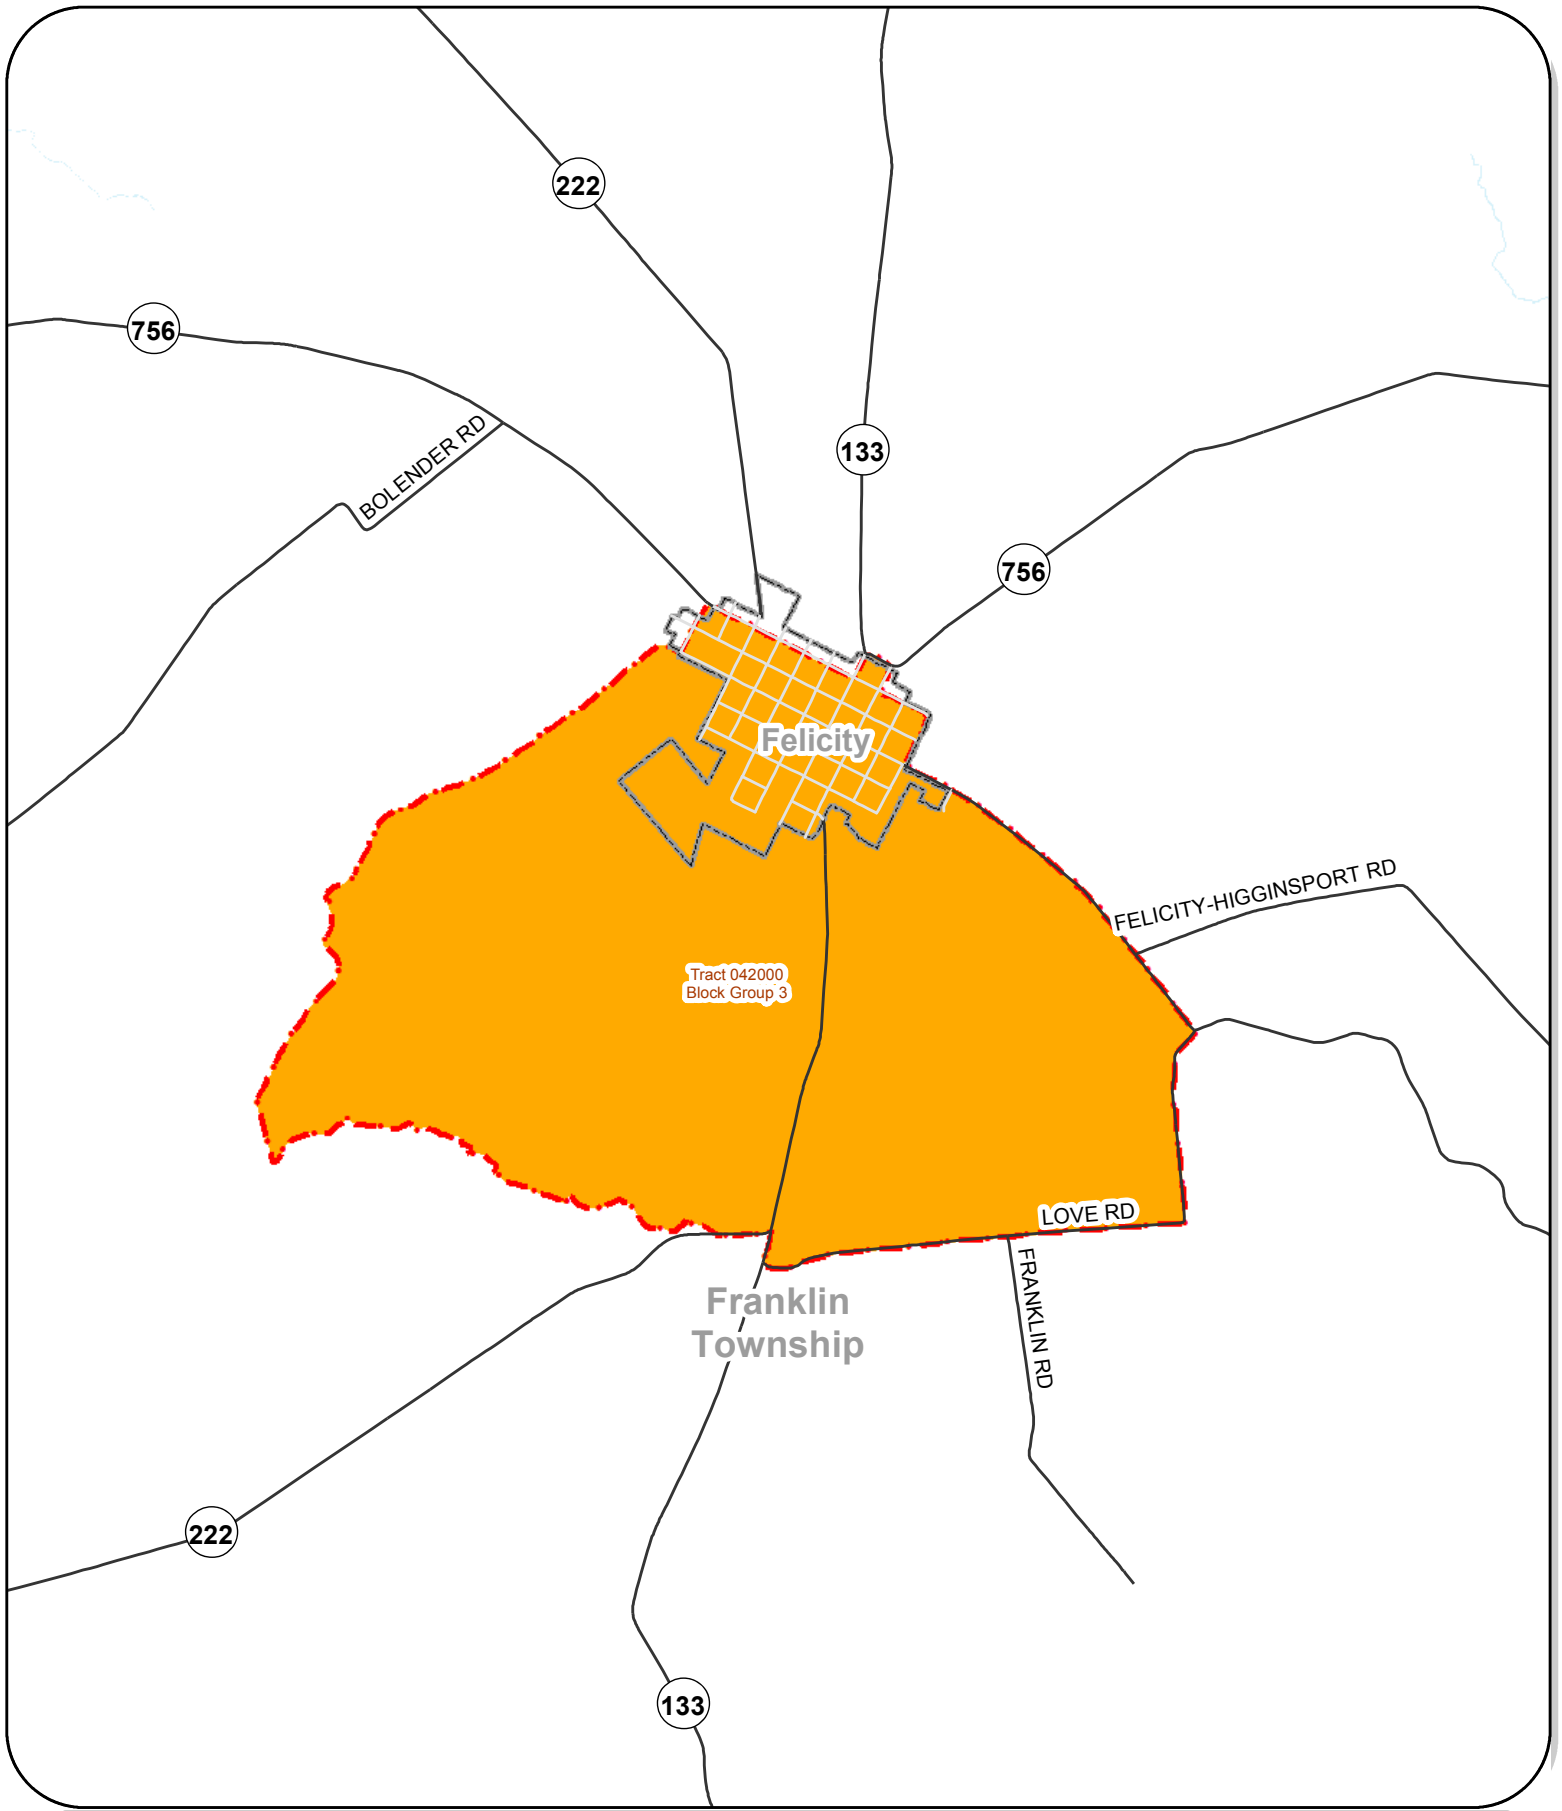 222
756
BOLENDER RD
133
756
Felicity
FELICITY-HIGGINSPORT RD
Tract 042000
Block Group 3
LOVE RD
FRANKLIN RD
Franklin
Township
222
133